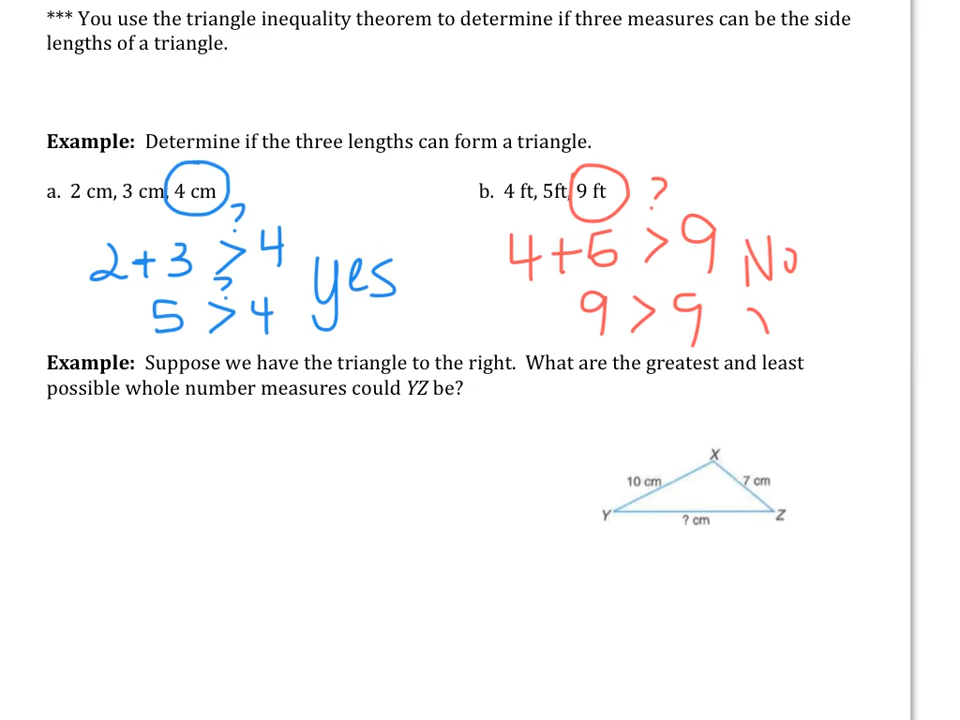 *** You use the triangle inequality theorem to determine if three measures can be the side
lengths of a triangle.
Example: Determine if the three lengths can form a triangle.
a. 2 cm, 3 cm, 4 cm
2+3 > 4
?
5 > 4
?
yes
b. 4 ft, 5ft, 9 ft
?
4+5 > 9
No
9 > 9
Example: Suppose we have the triangle to the right. What are the greatest and least
possible whole number measures could YZ be?
X
10 cm
7 cm
Y
Z
? cm